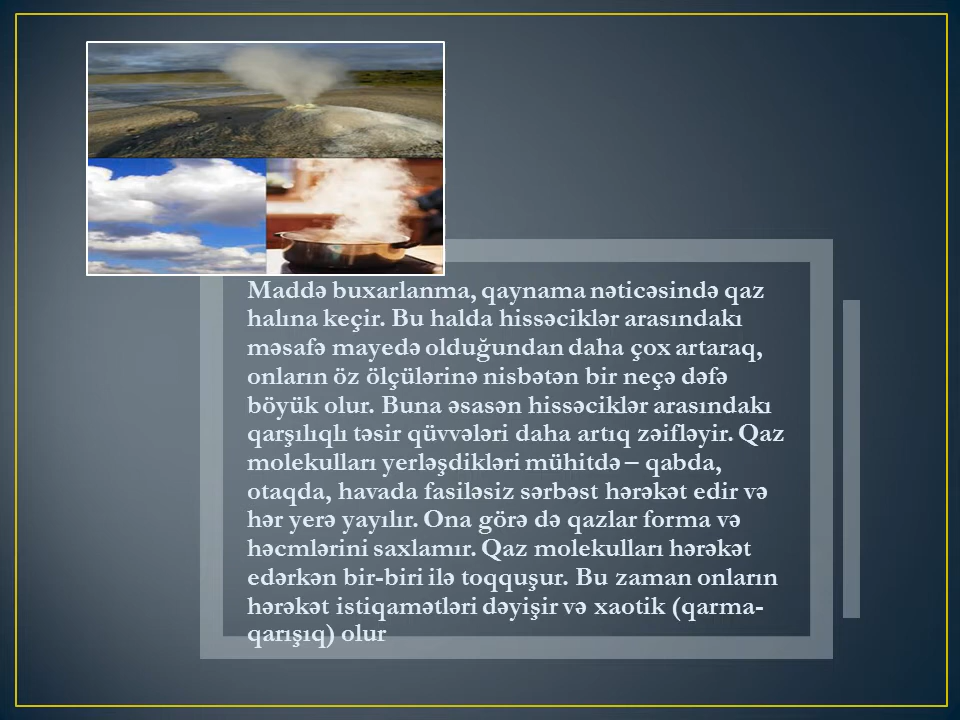 Maddə buxarlanma, qaynama nəticəsində qaz
halına keçir. Bu halda hissəciklər arasındakı
məsafə mayedə olduğundan daha çox artaraq,
onların öz ölçülərinə nisbətən bir neçə dəfə
böyük olur. Buna əsasən hissəciklər arasındakı
qarşılıqlı təsir qüvvələri daha artıq zəifləyir. Qaz
molekulları yerləşdikləri mühitdə – qabda,
otaqda, havada fasiləsiz sərbəst hərəkət edir və
hər yerə yayılır. Ona görə də qazlar forma və
həcmlərini saxlamır. Qaz molekulları hərəkət
edərkən bir-biri ilə toqquşur. Bu zaman onların
hərəkət istiqamətləri dəyişir və xaotik (qarma-
qarışıq) olur